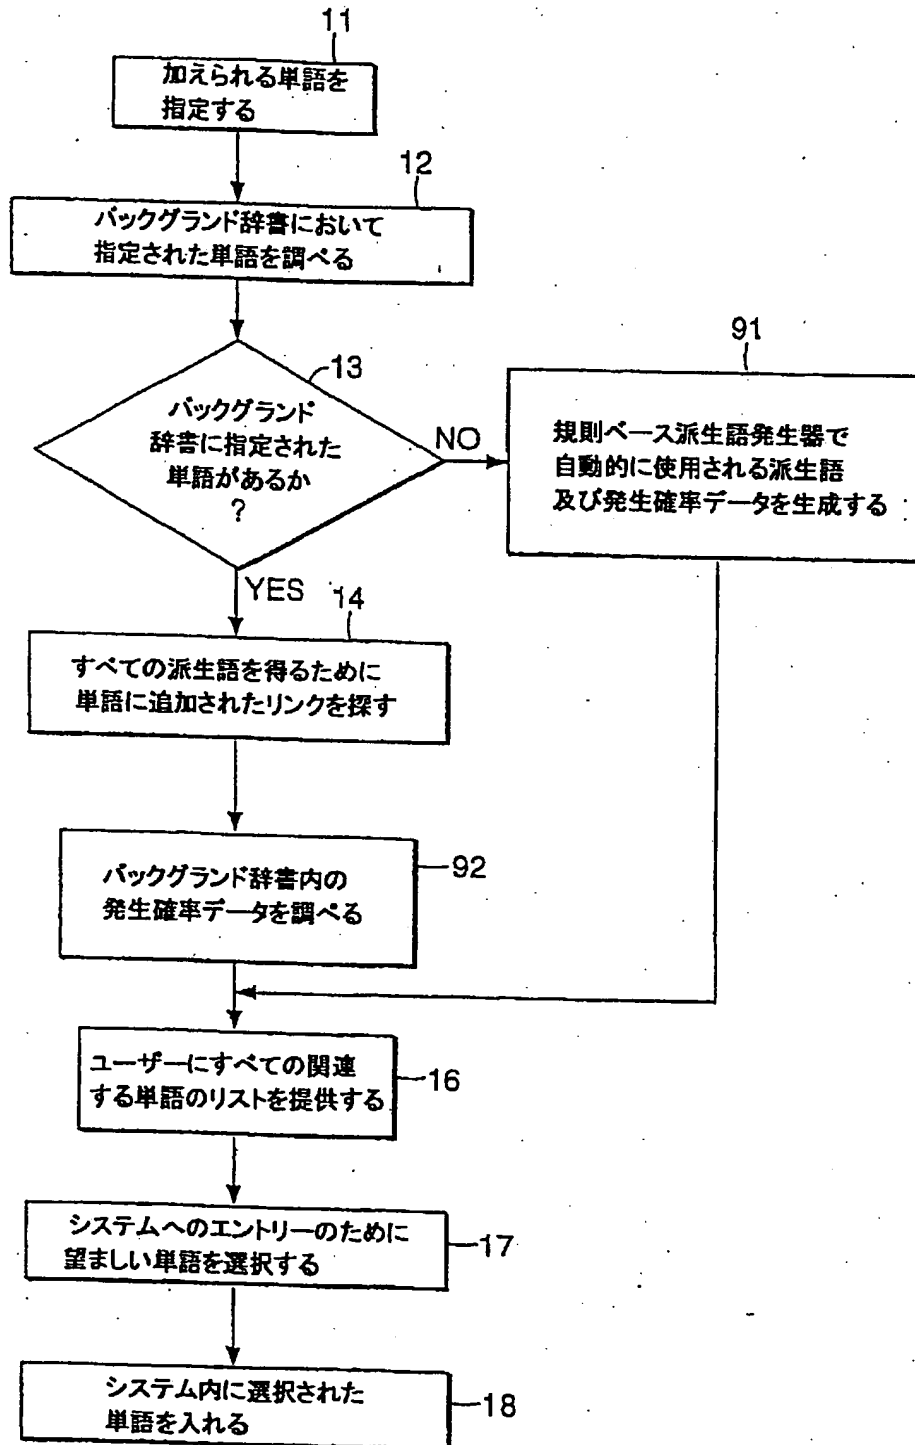 11
加えられる単語を
指定する
12
バックグランド辞書において
指定された単語を調べる
13
バックグランド
辞書に指定された
単語があるか
?
NO
91
規則ベース派生語発生器で
自動的に使用される派生語
及び発生確率データを生成する
YES
14
すべての派生語を得るために
単語に追加されたリンクを探す
92
バックグランド辞書内の
発生確率データを調べる
ユーザーにすべての関連
する単語のリストを提供する
16
システムへのエントリーのために
望ましい単語を選択する
17
システム内に選択された
単語を入れる
18